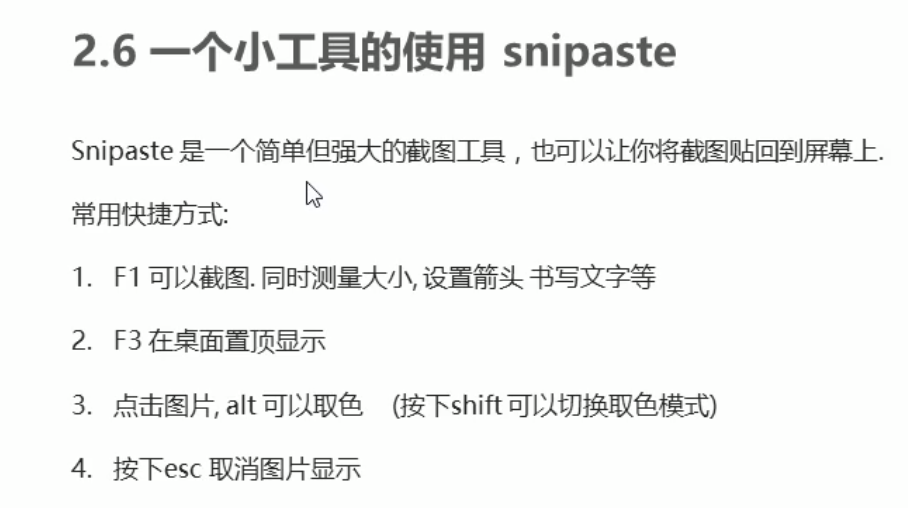 2.6 一个小工具的使用 snipaste
Snipaste 是一个简单但强大的截图工具，也可以让你将截图贴回到屏幕上.
常用快捷方式:
1. F1 可以截图. 同时测量大小, 设置箭头 书写文字等
2. F3 在桌面置顶显示
3. 点击图片, alt 可以取色 (按下shift 可以切换取色模式)
4. 按下esc 取消图片显示